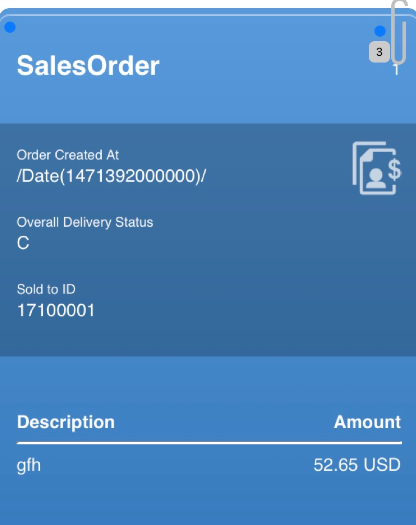 3
SalesOrder
1
Order Created At
/Date(1471392000000)/
$
Overall Delivery Status
C
Sold to ID
17100001
Description Amount
gfh 52.65 USD